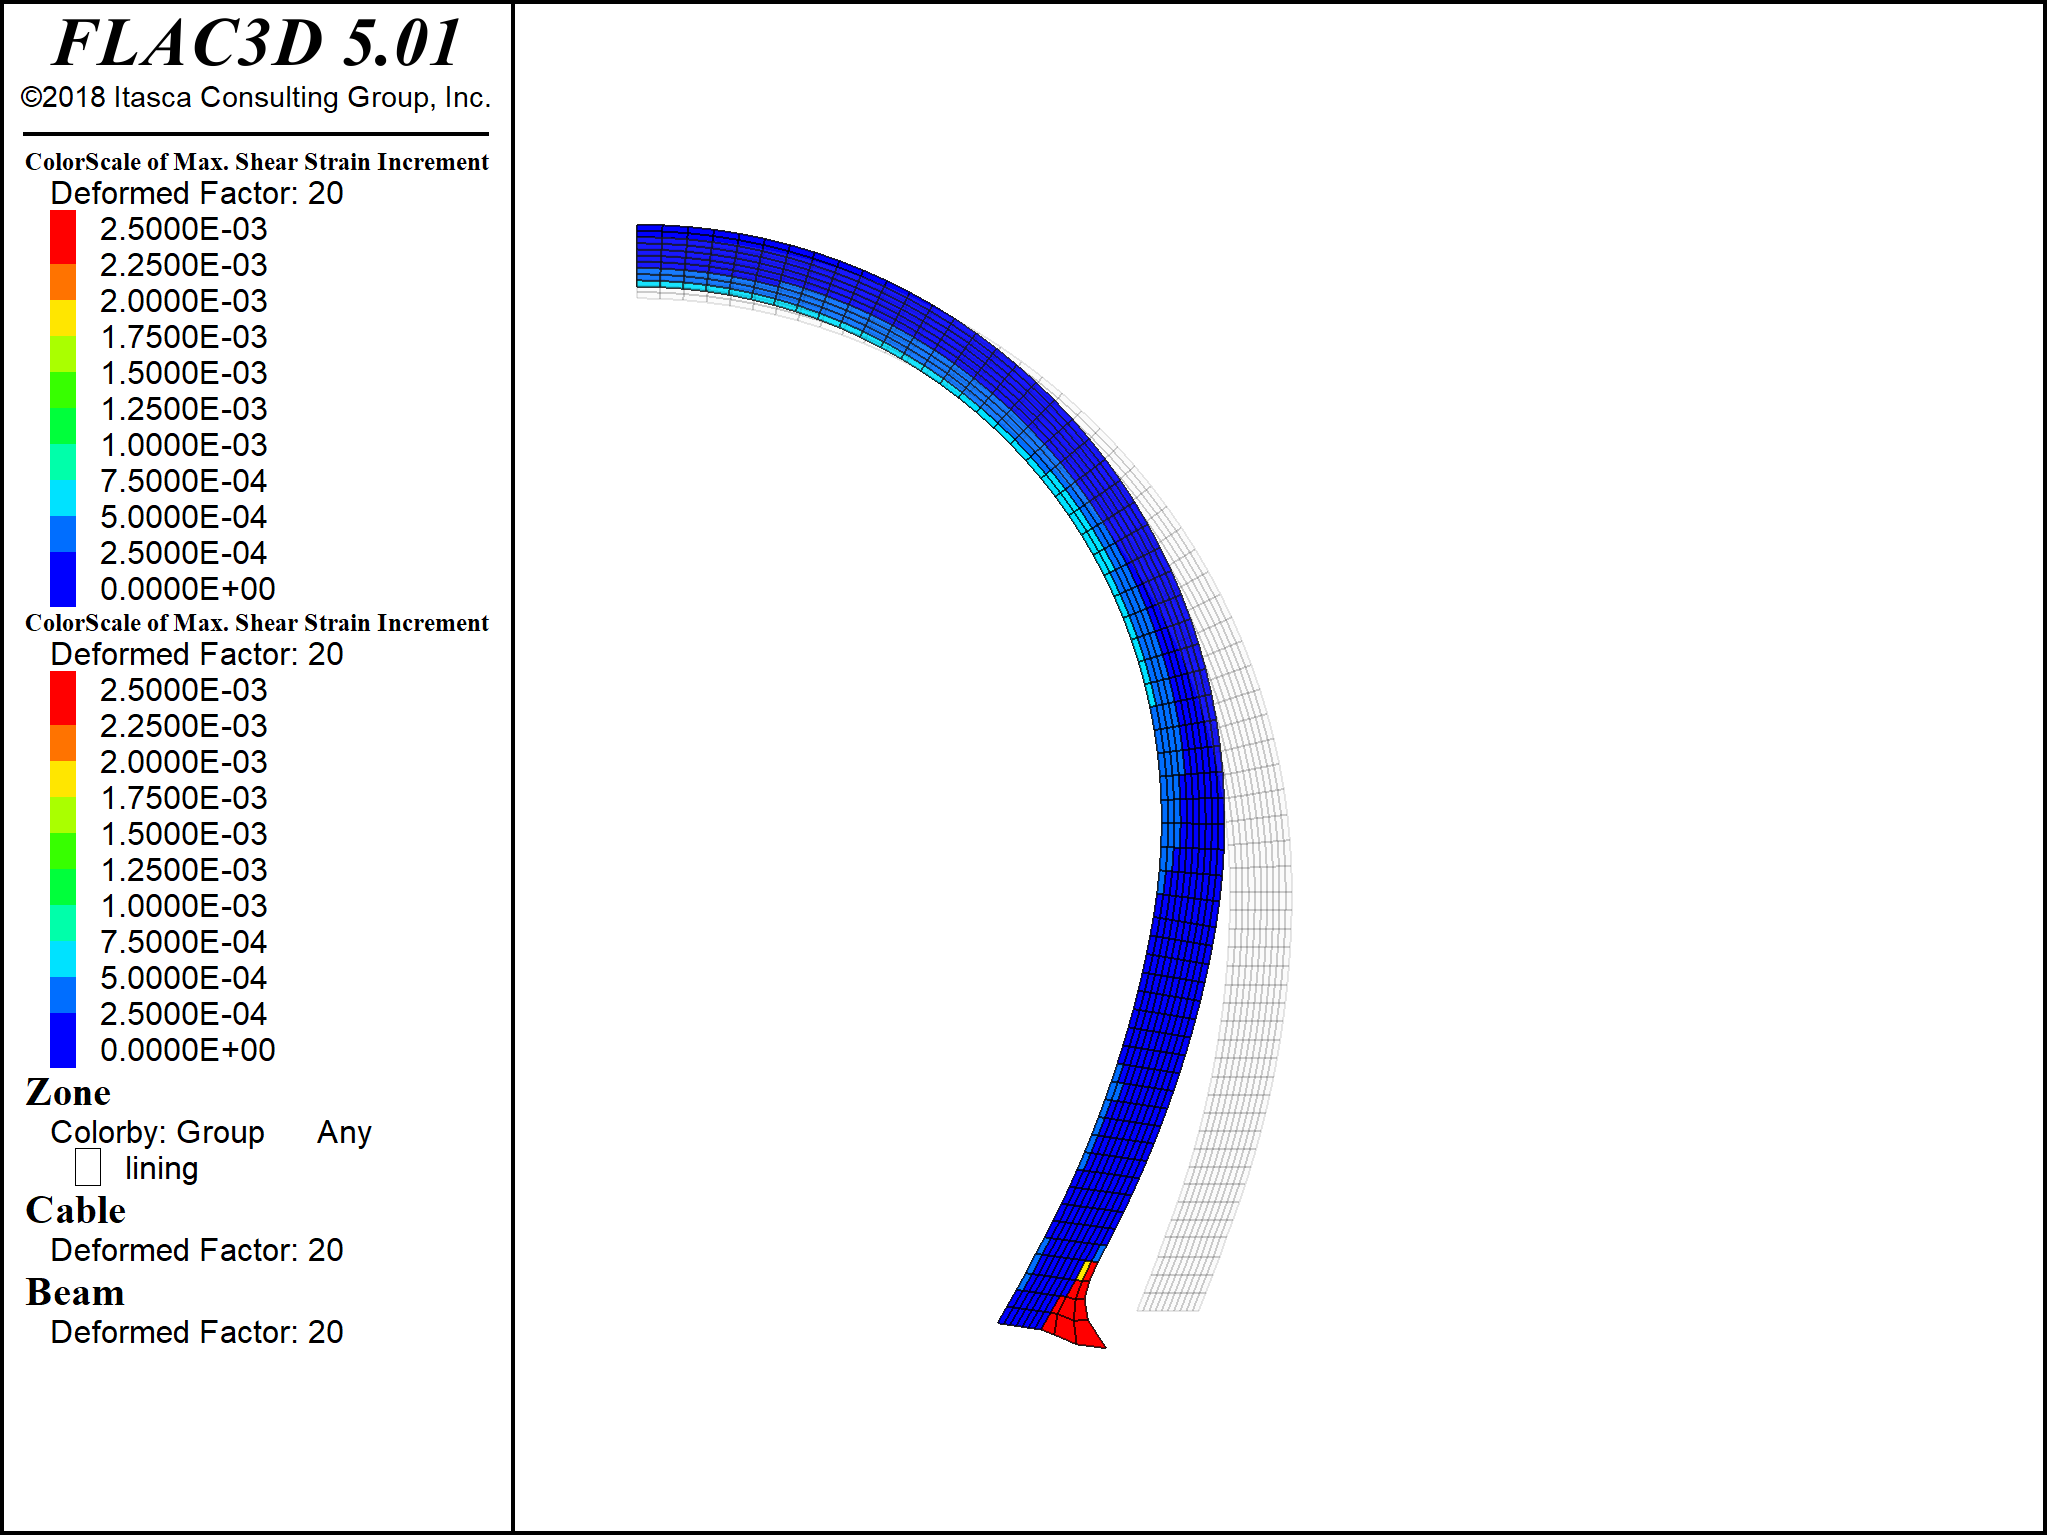 FLAC3D 5.01
©2018 Itasca Consulting Group, Inc.
ColorScale of Max. Shear Strain Increment
Deformed Factor: 20
2.5000E-03
2.2500E-03
2.0000E-03
1.7500E-03
1.5000E-03
1.2500E-03
1.0000E-03
7.5000E-04
5.0000E-04
2.5000E-04
0.0000E+00
ColorScale of Max. Shear Strain Increment
Deformed Factor: 20
2.5000E-03
2.2500E-03
2.0000E-03
1.7500E-03
1.5000E-03
1.2500E-03
1.0000E-03
7.5000E-04
5.0000E-04
2.5000E-04
0.0000E+00
Zone
Colorby: Group Any
lining
Cable
Deformed Factor: 20
Beam
Deformed Factor: 20